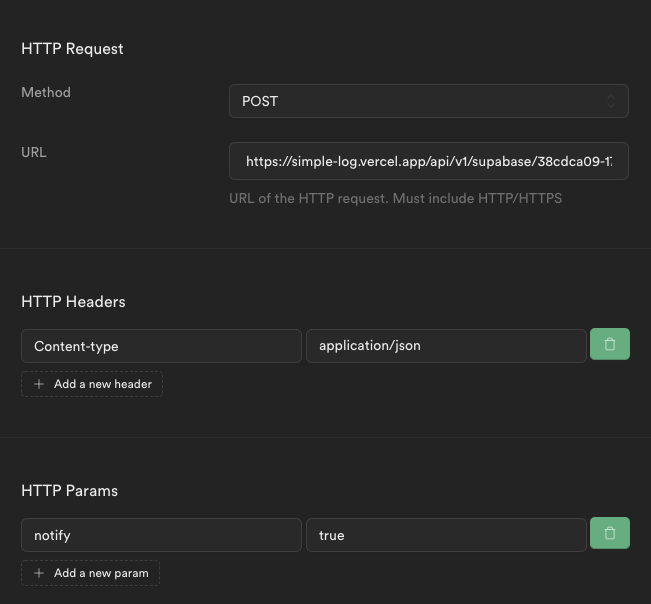 HTTP Request
Method
POST
URL
https://simple-log.vercel.app/api/v1/supabase/38cdca09-17
URL of the HTTP request. Must include HTTP/HTTPS
HTTP Headers
Content-type application/json
+ Add a new header
HTTP Params
notify true
+ Add a new param